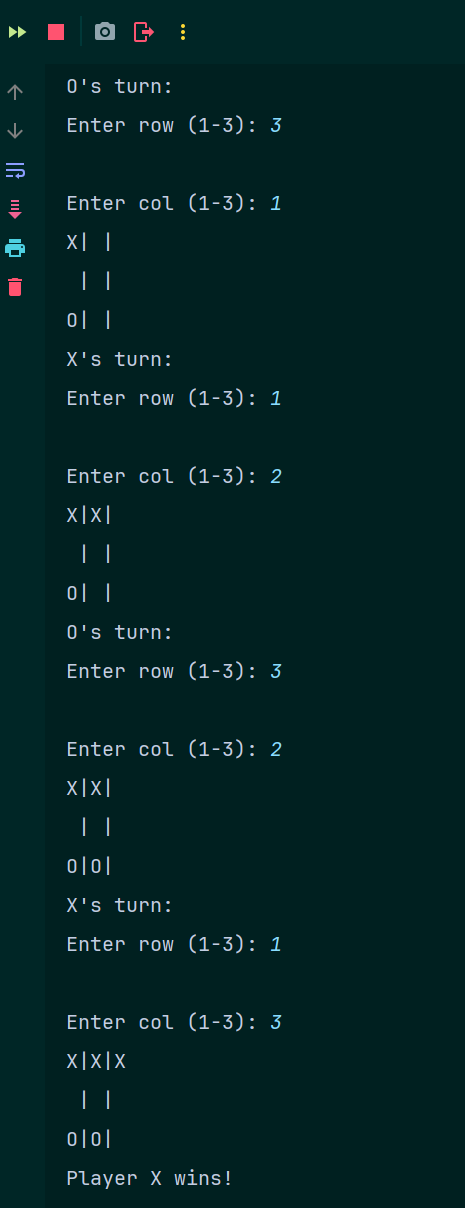 O's turn:
Enter row (1-3): 3
Enter col (1-3): 1
X| |
 | |
O| |
X's turn:
Enter row (1-3): 1
Enter col (1-3): 2
X|X|
 | |
O| |
O's turn:
Enter row (1-3): 3
Enter col (1-3): 2
X|X|
 | |
O|O|
X's turn:
Enter row (1-3): 1
Enter col (1-3): 3
X|X|X
 | |
O|O|
Player X wins!